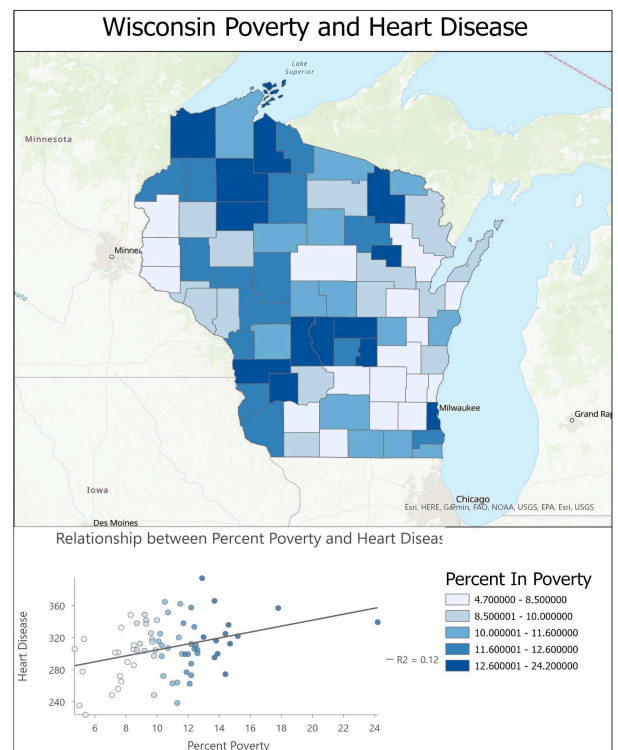 Wisconsin Poverty and Heart Disease
Lake
Superior
Minnesota
Minnea
Milwaukee
Grand Rap
Iowa
Chicago
Esri, HERE, Garmin, FAO, NOAA, USGS, EPA, Esri, USGS
Des Moines
Relationship between Percent Poverty and Heart Diseas
Heart Disease
360
320
280
240
6 8 10 12 14 16 18 20 22 24
Percent Poverty
R2 = 0.12
Percent In Poverty
4.700000 - 8.500000
8.500001 - 10.000000
10.000001 - 11.600000
11.600001 - 12.600000
12.600001 - 24.200000